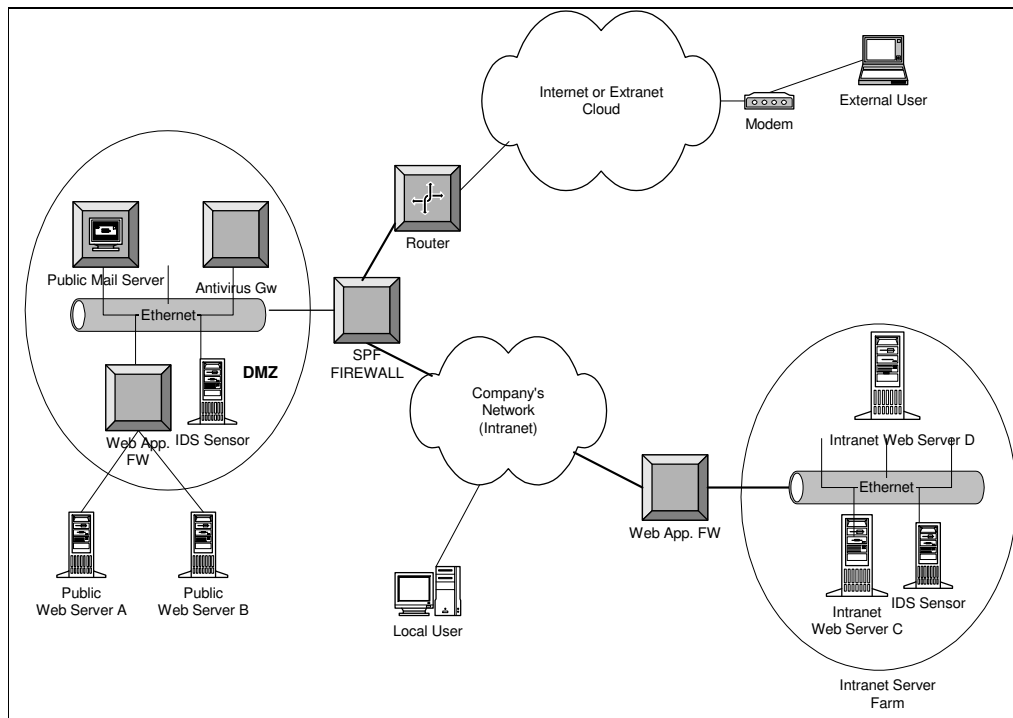 Internet or Extranet
Cloud
External User
Modem
Router
Public Mail Server
Antivirus Gw
Ethernet
SPF
FIREWALL
DMZ
Web App.
FW
IDS Sensor
Company's
Network
(Intranet)
Intranet Web Server D
Ethernet
Web App. FW
Public
Web Server A
Public
Web Server B
Local User
Intranet
Web Server C
IDS Sensor
Intranet Server
Farm